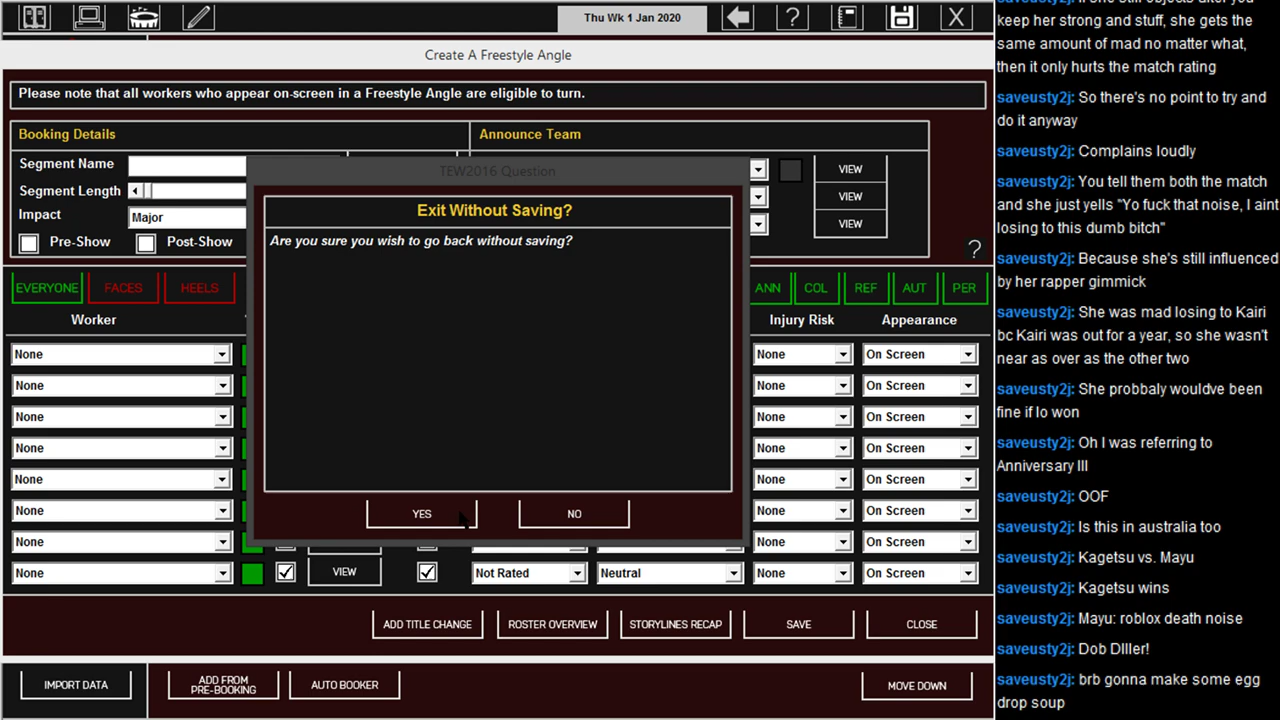 Thu Wk 1 Jan 2020
?
X
Create A Freestyle Angle
Please note that all workers who appear on-screen in a Freestyle Angle are eligible to turn.
Booking Details
Announce Team
Segment Name
VIEW
Segment Length
VIEW
Impact
Major
VIEW
Pre-Show
Post-Show
?
TEW2016 Question
Exit Without Saving?
Are you sure you wish to go back without saving?
YES
NO
EVERYONE
FACES
HEELS
ANN
COL
REF
AUT
PER
Worker
Injury Risk
Appearance
None
None
On Screen
None
None
On Screen
None
None
On Screen
None
None
On Screen
None
None
On Screen
None
None
On Screen
None
None
On Screen
None
VIEW
Not Rated
Neutral
None
On Screen
ADD TITLE CHANGE
ROSTER OVERVIEW
STORYLINES RECAP
SAVE
CLOSE
IMPORT DATA
ADD FROM
PRE-BOOKING
AUTO BOOKER
MOVE DOWN
keep her strong and stuff, she gets the
same amount of mad no matter what,
then it only hurts the match rating
saveusty2j: So there's no point to try and
do it anyway
saveusty2j: Complains loudly
saveusty2j: You tell them both the match
and she just yells "Yo fuck that noise, I aint
losing to this dumb bitch"
saveusty2j: Because she's still influenced
by her rapper gimmick
saveusty2j: She was mad losing to Kairi
bc Kairi was out for a year, so she wasn't
near as over as the other two
saveusty2j: She probbaly wouldve been
fine if Io won
saveusty2j: Oh I was referring to
Anniversary III
saveusty2j: OOF
saveusty2j: Is this in australia too
saveusty2j: Kagetsu vs. Mayu
saveusty2j: Kagetsu wins
saveusty2j: Mayu: roblox death noise
saveusty2j: Dob DIller!
saveusty2j: brb gonna make some egg
drop soup